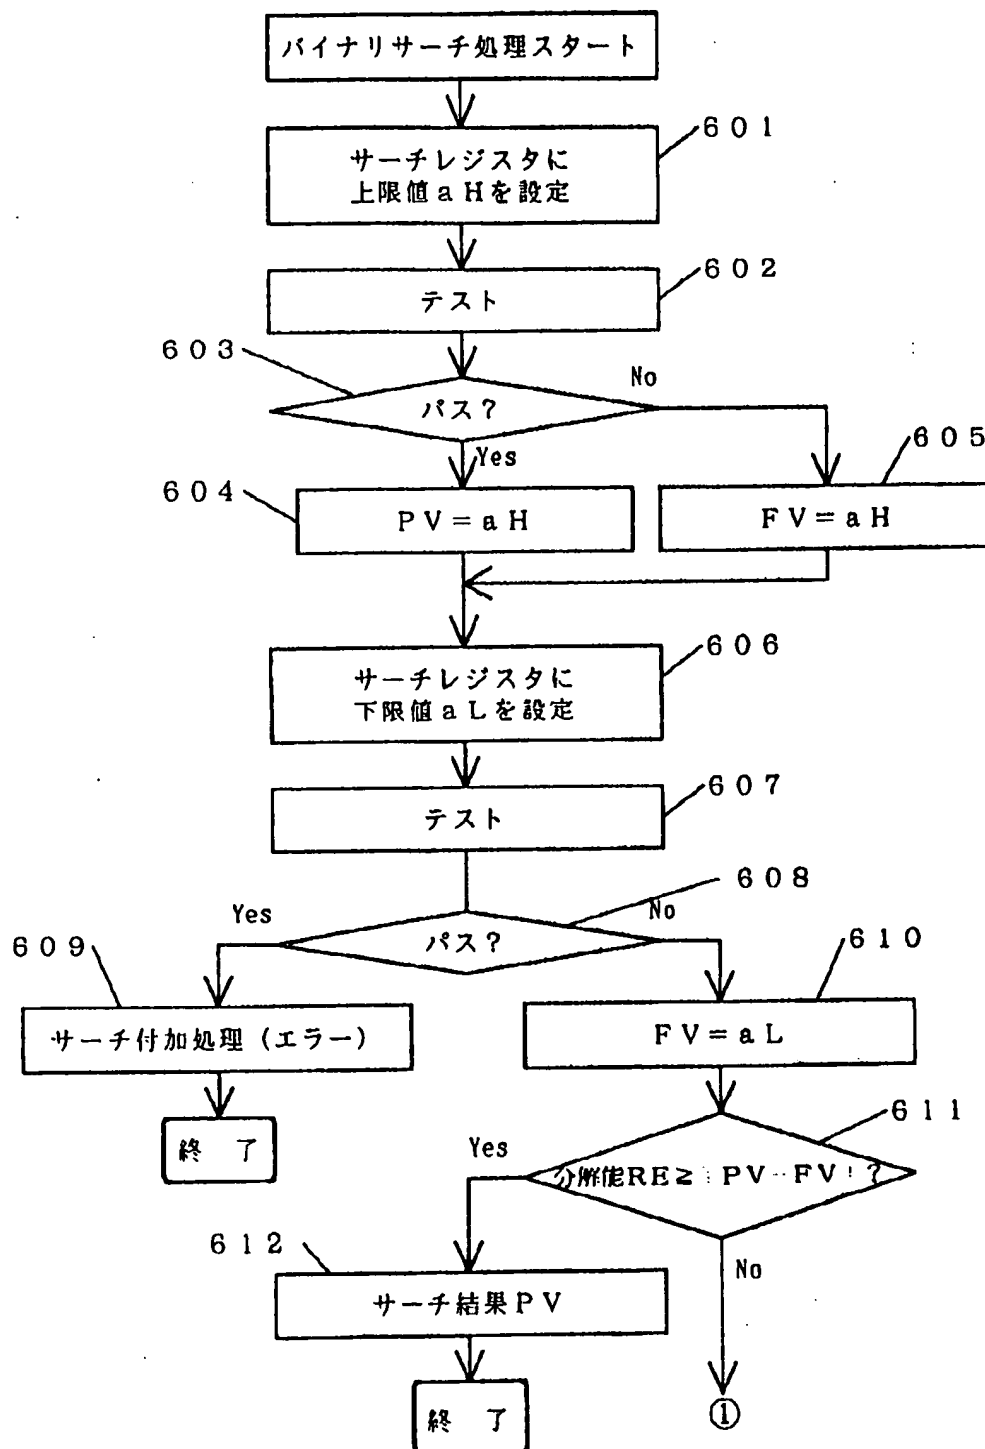 バイナリサーチ処理スタート
601
サーチレジスタに
上限値aHを設定
602
テスト
603
パス?
No
Yes
604
PV=aH
605
FV=aH
606
サーチレジスタに
下限値aLを設定
607
テスト
608
パス?
Yes
No
609
サーチ付加処理(エラー)
終 了
610
FV=aL
611
分解能RE≧|PV-FV|?
Yes
No
612
サーチ結果PV
終 了
①